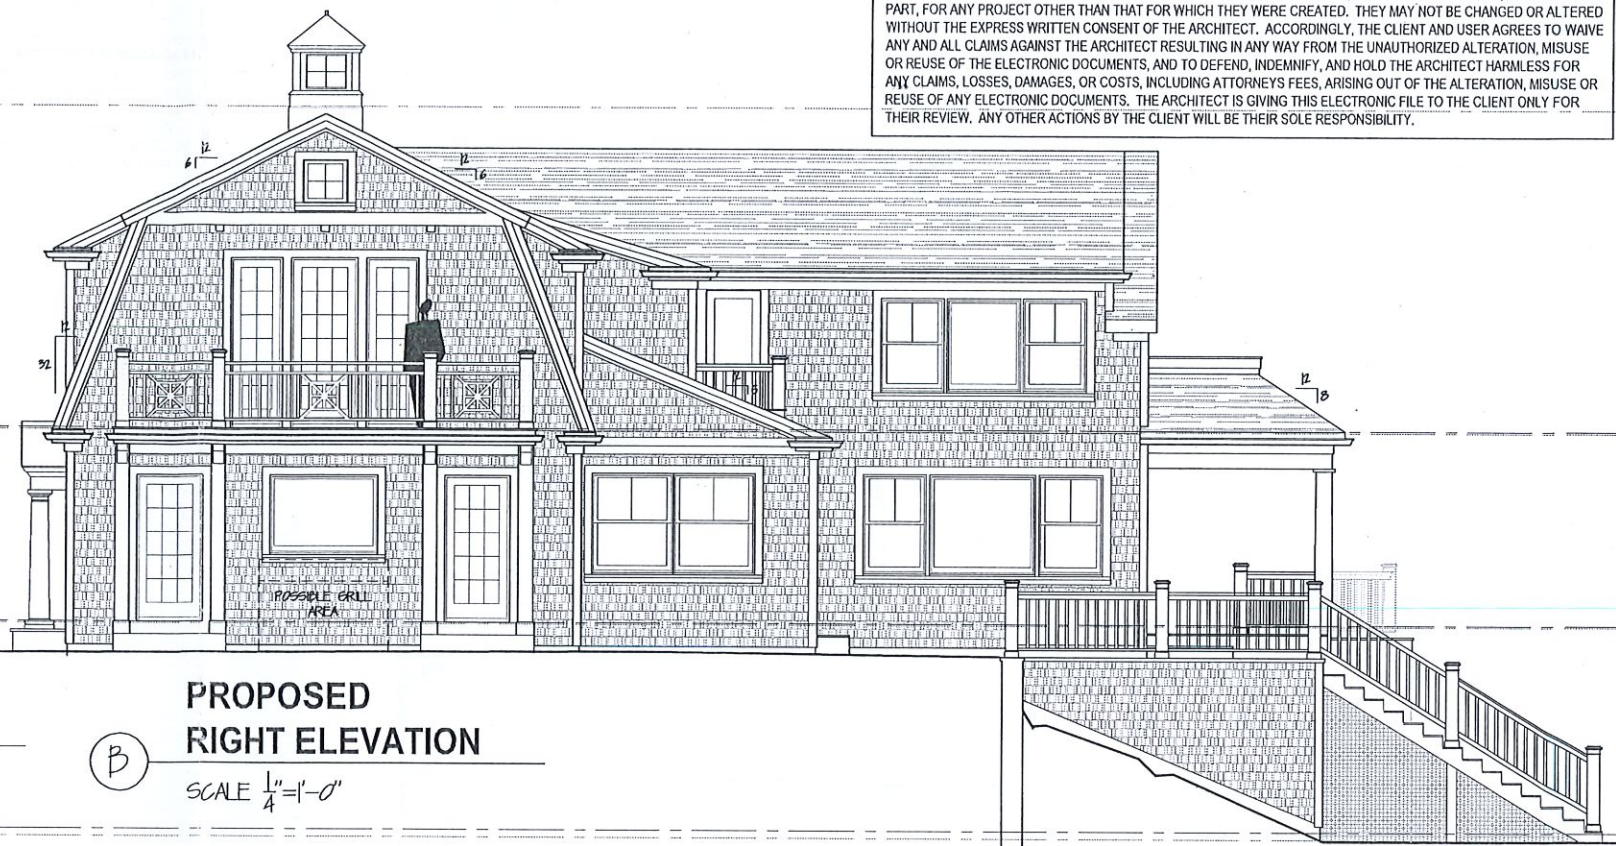 PART, FOR ANY PROJECT OTHER THAN THAT FOR WHICH THEY WERE CREATED. THEY MAY NOT BE CHANGED OR ALTERED
WITHOUT THE EXPRESS WRITTEN CONSENT OF THE ARCHITECT. ACCORDINGLY, THE CLIENT AND USER AGREES TO WAIVE
ANY AND ALL CLAIMS AGAINST THE ARCHITECT RESULTING IN ANY WAY FROM THE UNAUTHORIZED ALTERATION, MISUSE
OR REUSE OF THE ELECTRONIC DOCUMENTS, AND TO DEFEND, INDEMNIFY, AND HOLD THE ARCHITECT HARMLESS FOR
ANY CLAIMS, LOSSES, DAMAGES, OR COSTS, INCLUDING ATTORNEYS FEES, ARISING OUT OF THE ALTERATION, MISUSE OR
REUSE OF ANY ELECTRONIC DOCUMENTS. THE ARCHITECT IS GIVING THIS ELECTRONIC FILE TO THE CLIENT ONLY FOR
THEIR REVIEW. ANY OTHER ACTIONS BY THE CLIENT WILL BE THEIR SOLE RESPONSIBILITY.
12
6
12
6
12
32
12
12
8
POSSIBLE GRILL
AREA
PROPOSED
RIGHT ELEVATION
B
SCALE 1/4"=1'-0"